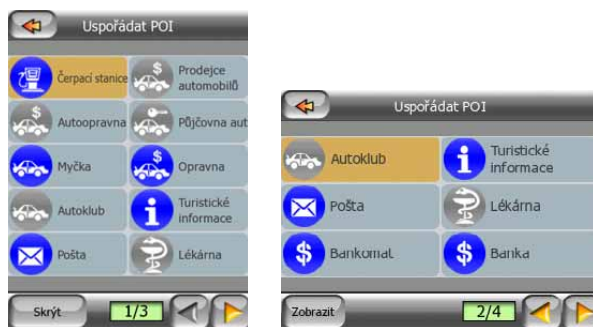 Uspořádat POI
Čerpací stanice
Prodejce
automobilů
Autoopravna
Půjčovna aut
Myčka
Opravna
Autoklub
Turistické
informace
Pošta
Lékárna
Skrýt
1/3
Uspořádat POI
Autoklub
Turistické
informace
Pošta
Lékárna
Bankomat
Banka
Zobrazit
2/4